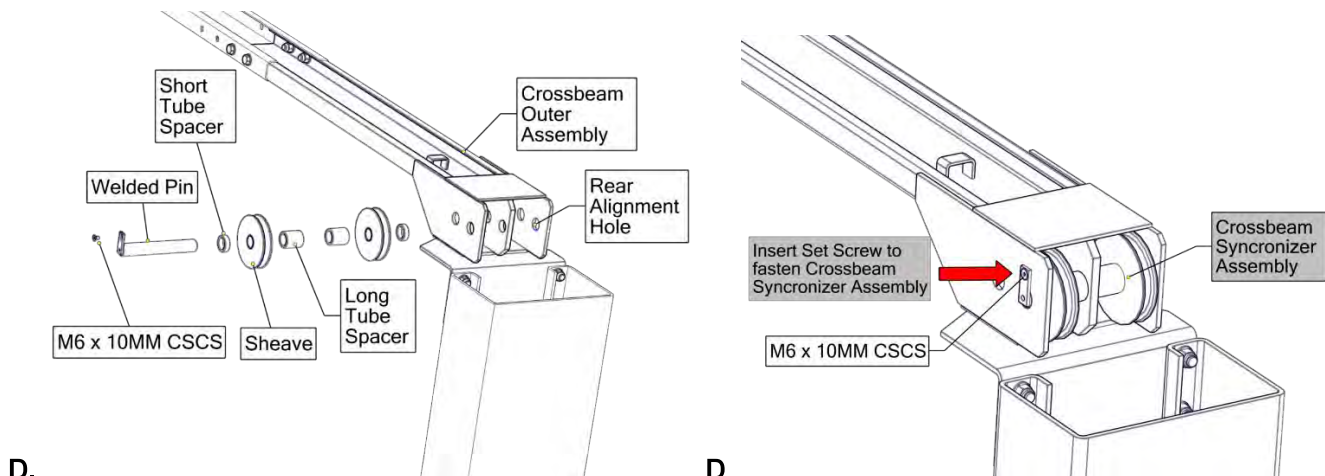 Short
Tube
Spacer
Crossbeam
Outer
Assembly
Welded Pin
Rear
Alignment
Hole
Long
Tube
Spacer
M6 x 10MM CSCS
Sheave
D.
Insert Set Screw to
fasten Crossbeam
Syncronizer Assembly
Crossbeam
Syncronizer
Assembly
M6 x 10MM CSCS
D